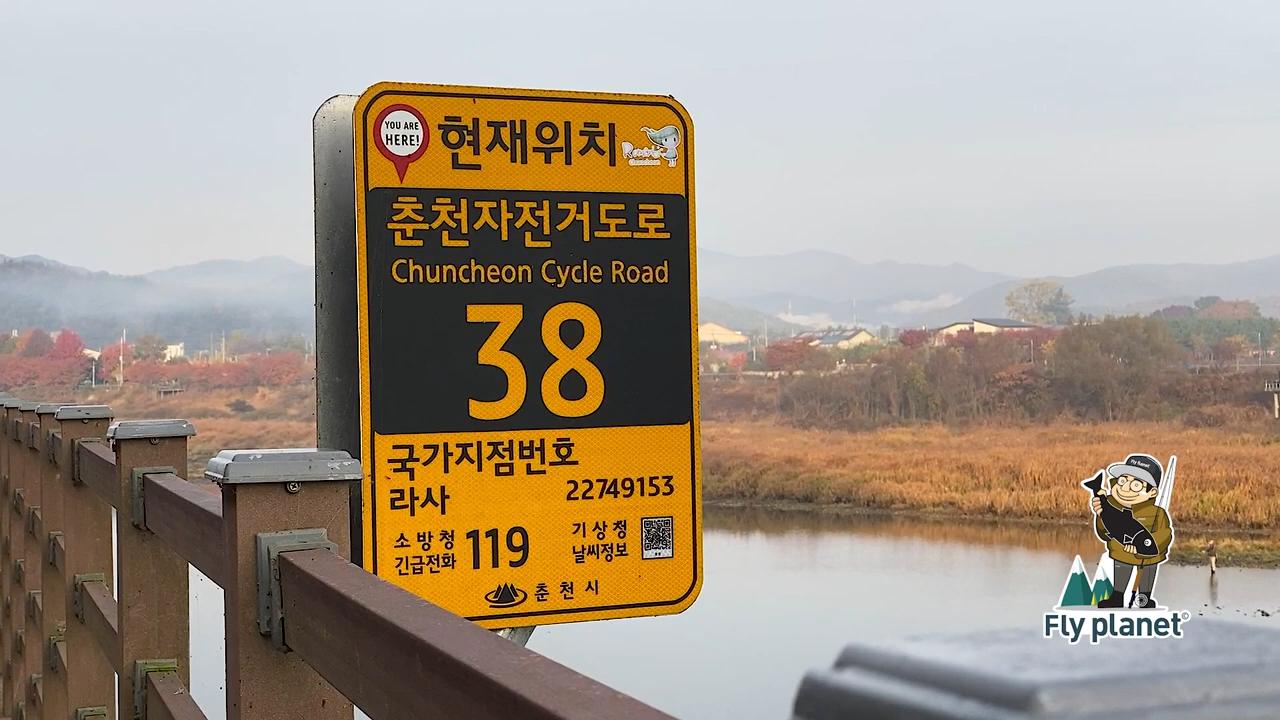 YOU ARE
HERE!
현재위치
춘천자전거도로
Chuncheon Cycle Road
38
국가지점번호
라사 22749153
소방청
긴급전화
119
기상청
날씨정보
춘천시
Fly planet
Fly planet©